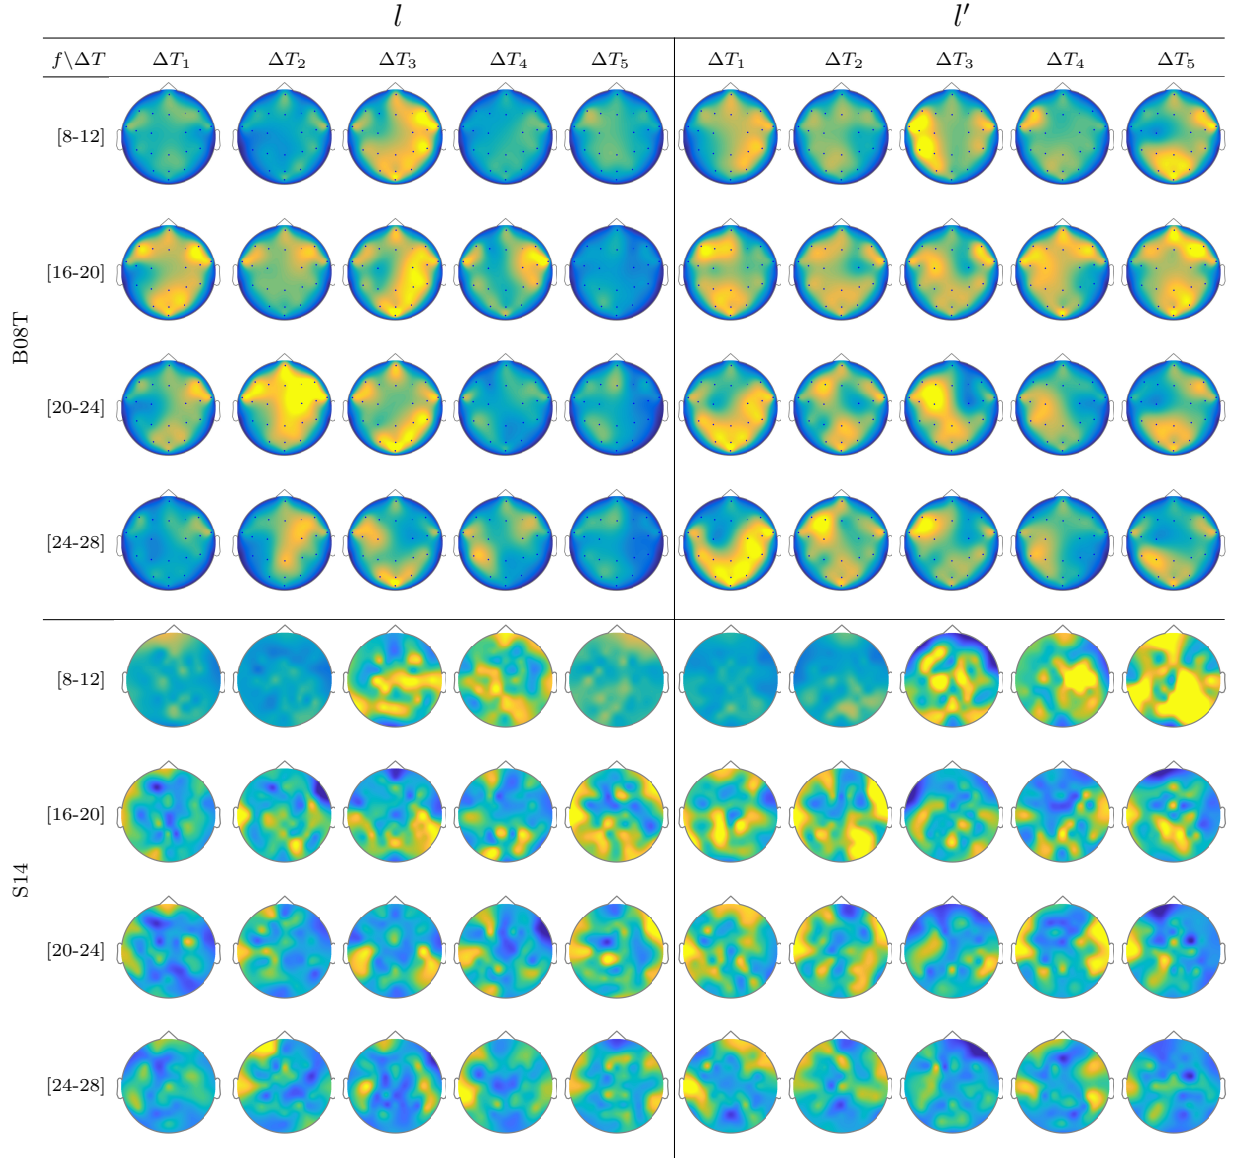 l l′
f\ΔT ΔT₁ ΔT₂ ΔT₃ ΔT₄ ΔT₅ ΔT₁ ΔT₂ ΔT₃ ΔT₄ ΔT₅
B08T
[8-12]
[16-20]
[20-24]
[24-28]
S14
[8-12]
[16-20]
[20-24]
[24-28]